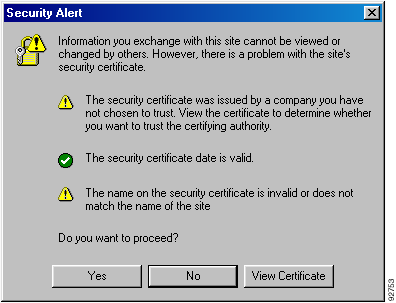 Security Alert
Information you exchange with this site cannot be viewed or
changed by others. However, there is a problem with the site's
security certificate.
The security certificate was issued by a company you have
not chosen to trust. View the certificate to determine whether
you want to trust the certifying authority.
The security certificate date is valid.
The name on the security certificate is invalid or does not
match the name of the site
Do you want to proceed?
Yes
No
View Certificate
92753